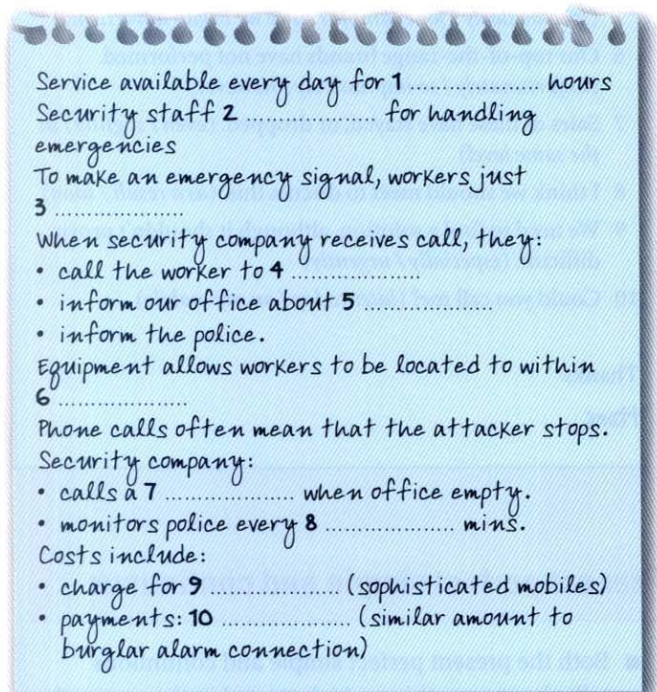 Service available every day for 1 .................... hours
Security staff 2 .................... for handling
emergencies
To make an emergency signal, workers just
3 ....................
When security company receives call, they:
• call the worker to 4 ....................
• inform our office about 5 ....................
• inform the police.
Equipment allows workers to be located to within
6 ....................
Phone calls often mean that the attacker stops.
Security company:
• calls a 7 .................... when office empty.
• monitors police every 8 .................... mins.
Costs include:
• charge for 9 .................... (sophisticated mobiles)
• payments: 10 .................... (similar amount to
burglar alarm connection)